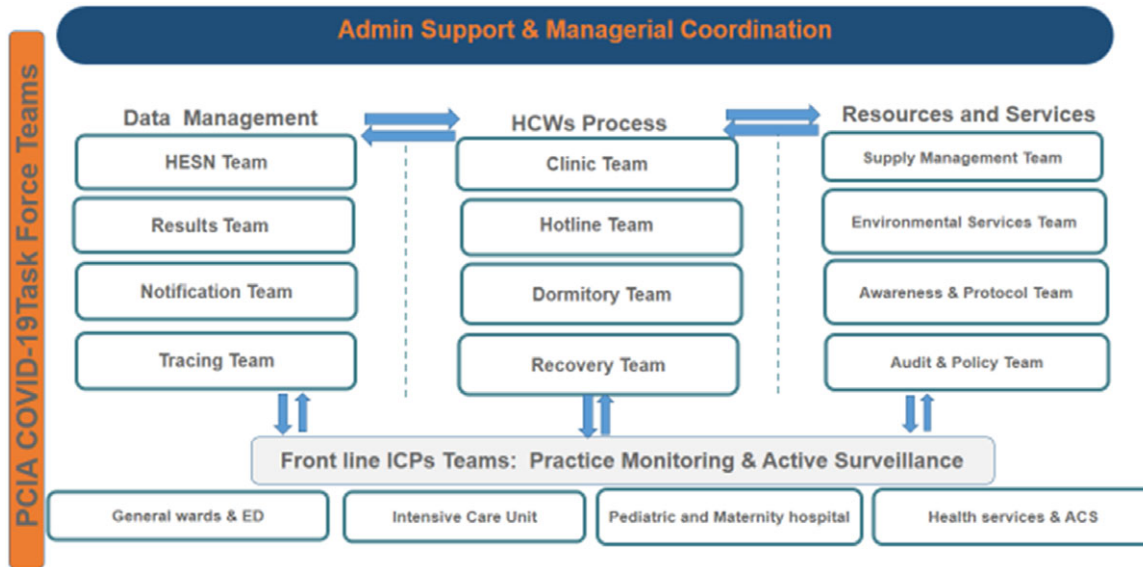 Admin Support & Managerial Coordination
PCIA COVID-19Task Force Teams
Data Management
HESN Team
Results Team
Notification Team
Tracing Team
HCWs Process
Clinic Team
Hotline Team
Dormitory Team
Recovery Team
Resources and Services
Supply Management Team
Environmental Services Team
Awareness & Protocol Team
Audit & Policy Team
Front line ICPs Teams: Practice Monitoring & Active Surveillance
General wards & ED
Intensive Care Unit
Pediatric and Maternity hospital
Health services & ACS